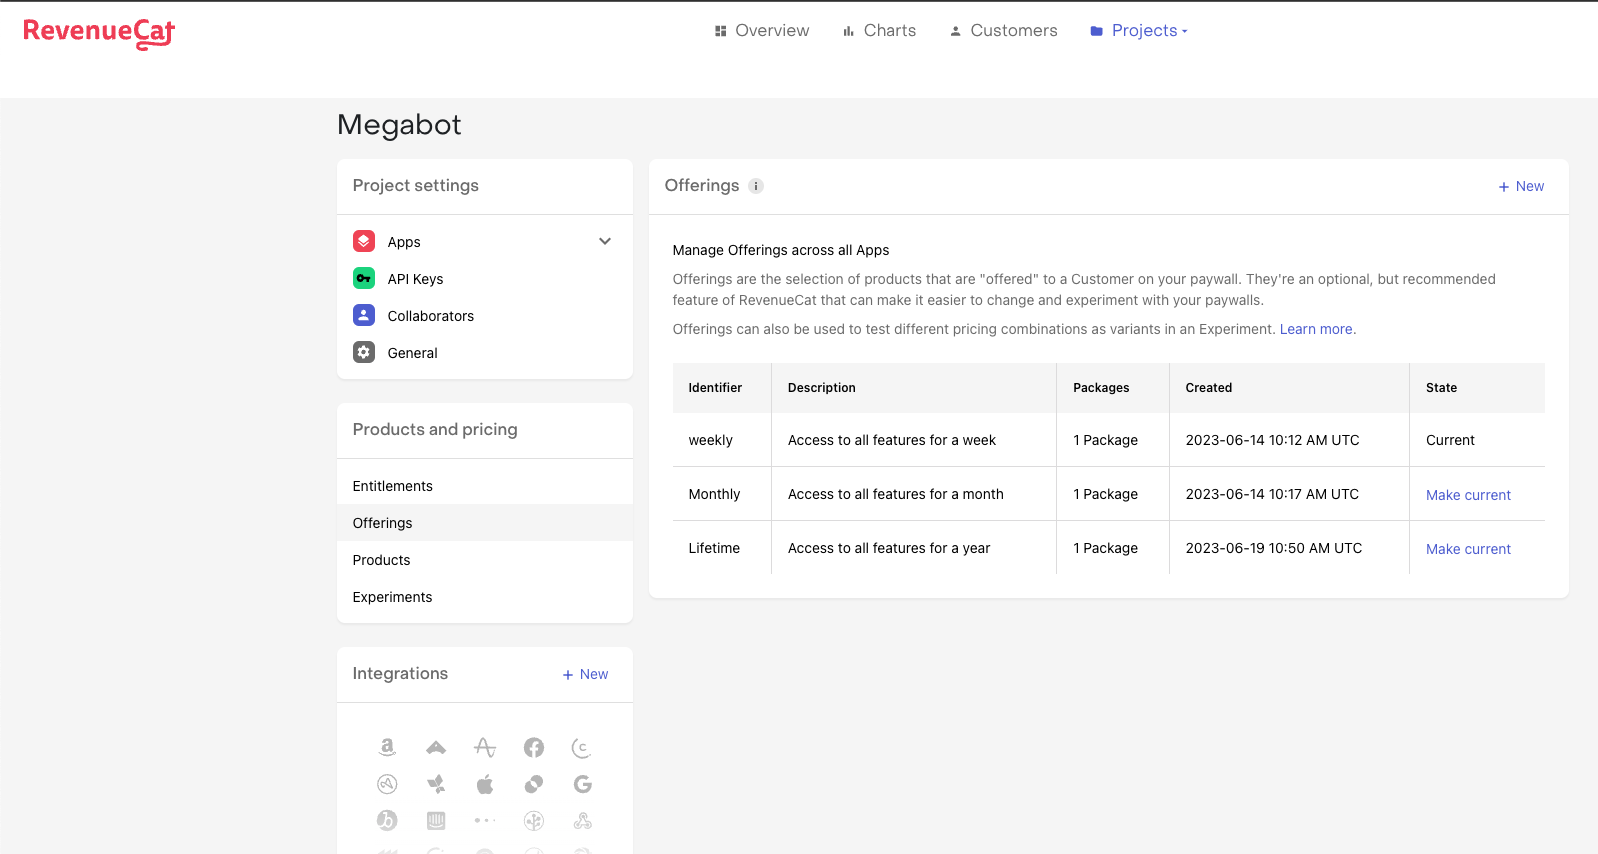 RevenueCat
Overview
Charts
Customers
Projects
Megabot
Project settings
Apps
API Keys
Collaborators
General
Products and pricing
Entitlements
Offerings
Products
Experiments
Integrations
+ New
Offerings i
+ New
Manage Offerings across all Apps
Offerings are the selection of products that are "offered" to a Customer on your paywall. They're an optional, but recommended
feature of RevenueCat that can make it easier to change and experiment with your paywalls.
Offerings can also be used to test different pricing combinations as variants in an Experiment. Learn more.
Identifier Description Packages Created State
weekly Access to all features for a week 1 Package 2023-06-14 10:12 AM UTC Current
Monthly Access to all features for a month 1 Package 2023-06-14 10:17 AM UTC Make current
Lifetime Access to all features for a year 1 Package 2023-06-19 10:50 AM UTC Make current